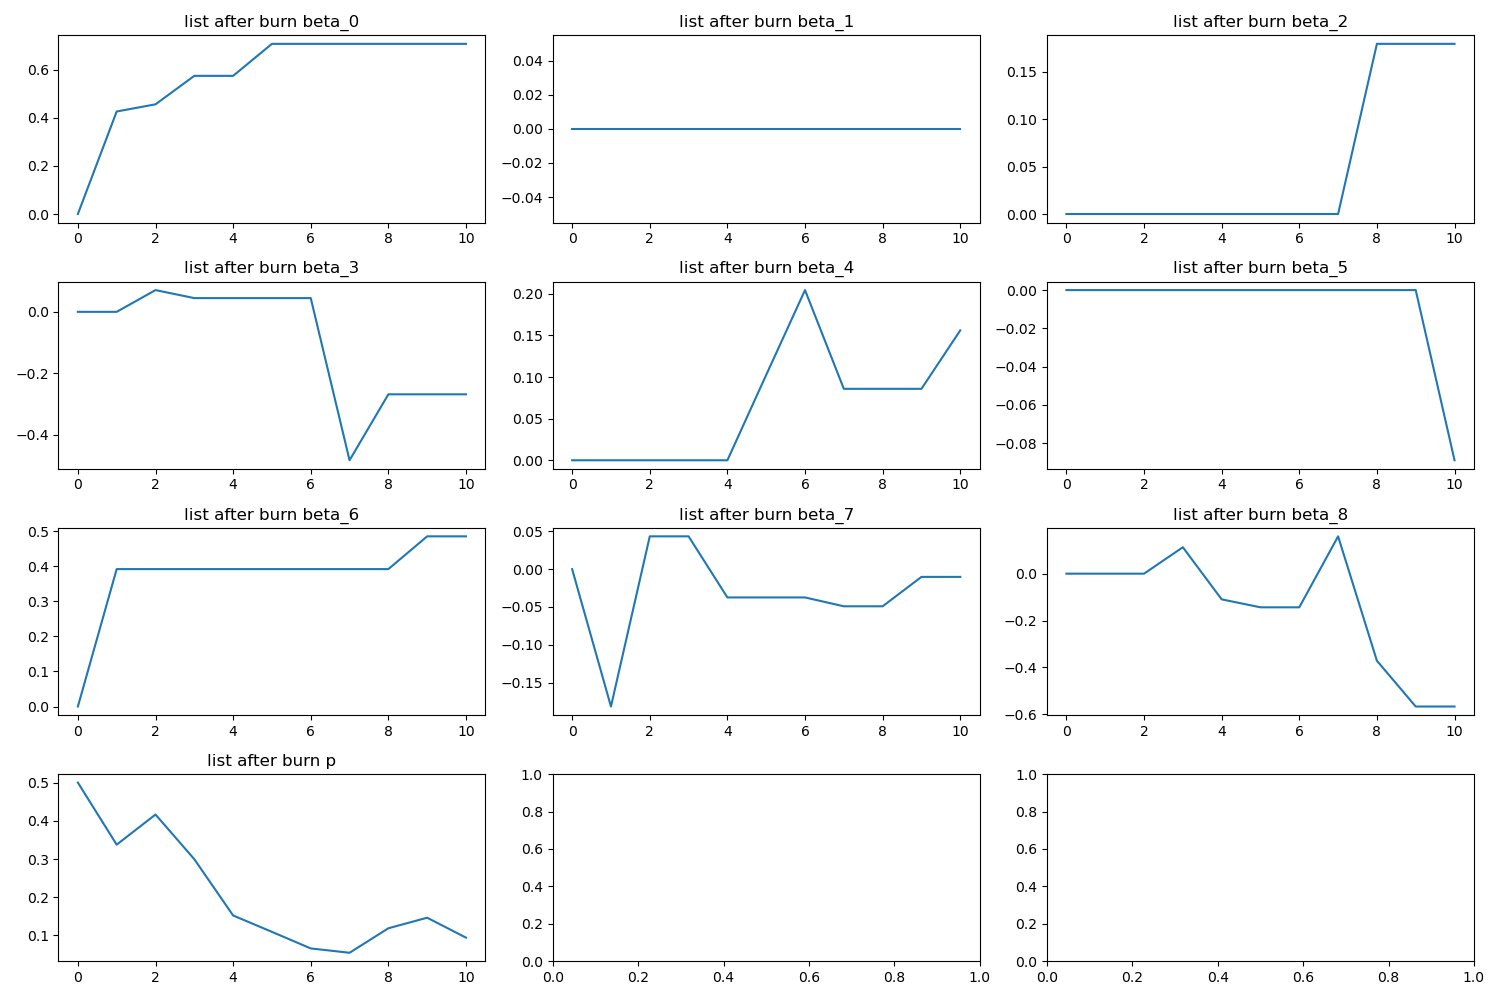 list after burn beta_0
0.6
0.4
0.2
0.0
0 2 4 6 8 10
list after burn beta_1
0.04
0.02
0.00
−0.02
−0.04
0 2 4 6 8 10
list after burn beta_2
0.15
0.10
0.05
0.00
0 2 4 6 8 10
list after burn beta_3
0.0
−0.2
−0.4
0 2 4 6 8 10
list after burn beta_4
0.20
0.15
0.10
0.05
0.00
0 2 4 6 8 10
list after burn beta_5
0.00
−0.02
−0.04
−0.06
−0.08
0 2 4 6 8 10
list after burn beta_6
0.5
0.4
0.3
0.2
0.1
0.0
0 2 4 6 8 10
list after burn beta_7
0.05
0.00
−0.05
−0.10
−0.15
0 2 4 6 8 10
list after burn beta_8
0.0
−0.2
−0.4
−0.6
0 2 4 6 8 10
list after burn p
0.5
0.4
0.3
0.2
0.1
0 2 4 6 8 10
1.0
0.8
0.6
0.4
0.2
0.0
0.0 0.2 0.4 0.6 0.8 1.0
1.0
0.8
0.6
0.4
0.2
0.0
0.0 0.2 0.4 0.6 0.8 1.0